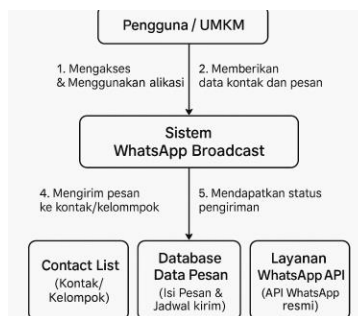 Pengguna / UMKM
1. Mengakses
& Menggunakan alikasi
2. Memberikan
data kontak dan pesan
Sistem
WhatsApp Broadcast
4. Mengirim pesan
ke kontak/kelommpok
5. Mendapatkan status
pengiriman
Contact List
(Kontak/
Kelompok)
Database
Data Pesan
(Isi Pesan &
Jadwal kirim)
Layanan
WhatsApp API
(API WhatsApp
resmi)